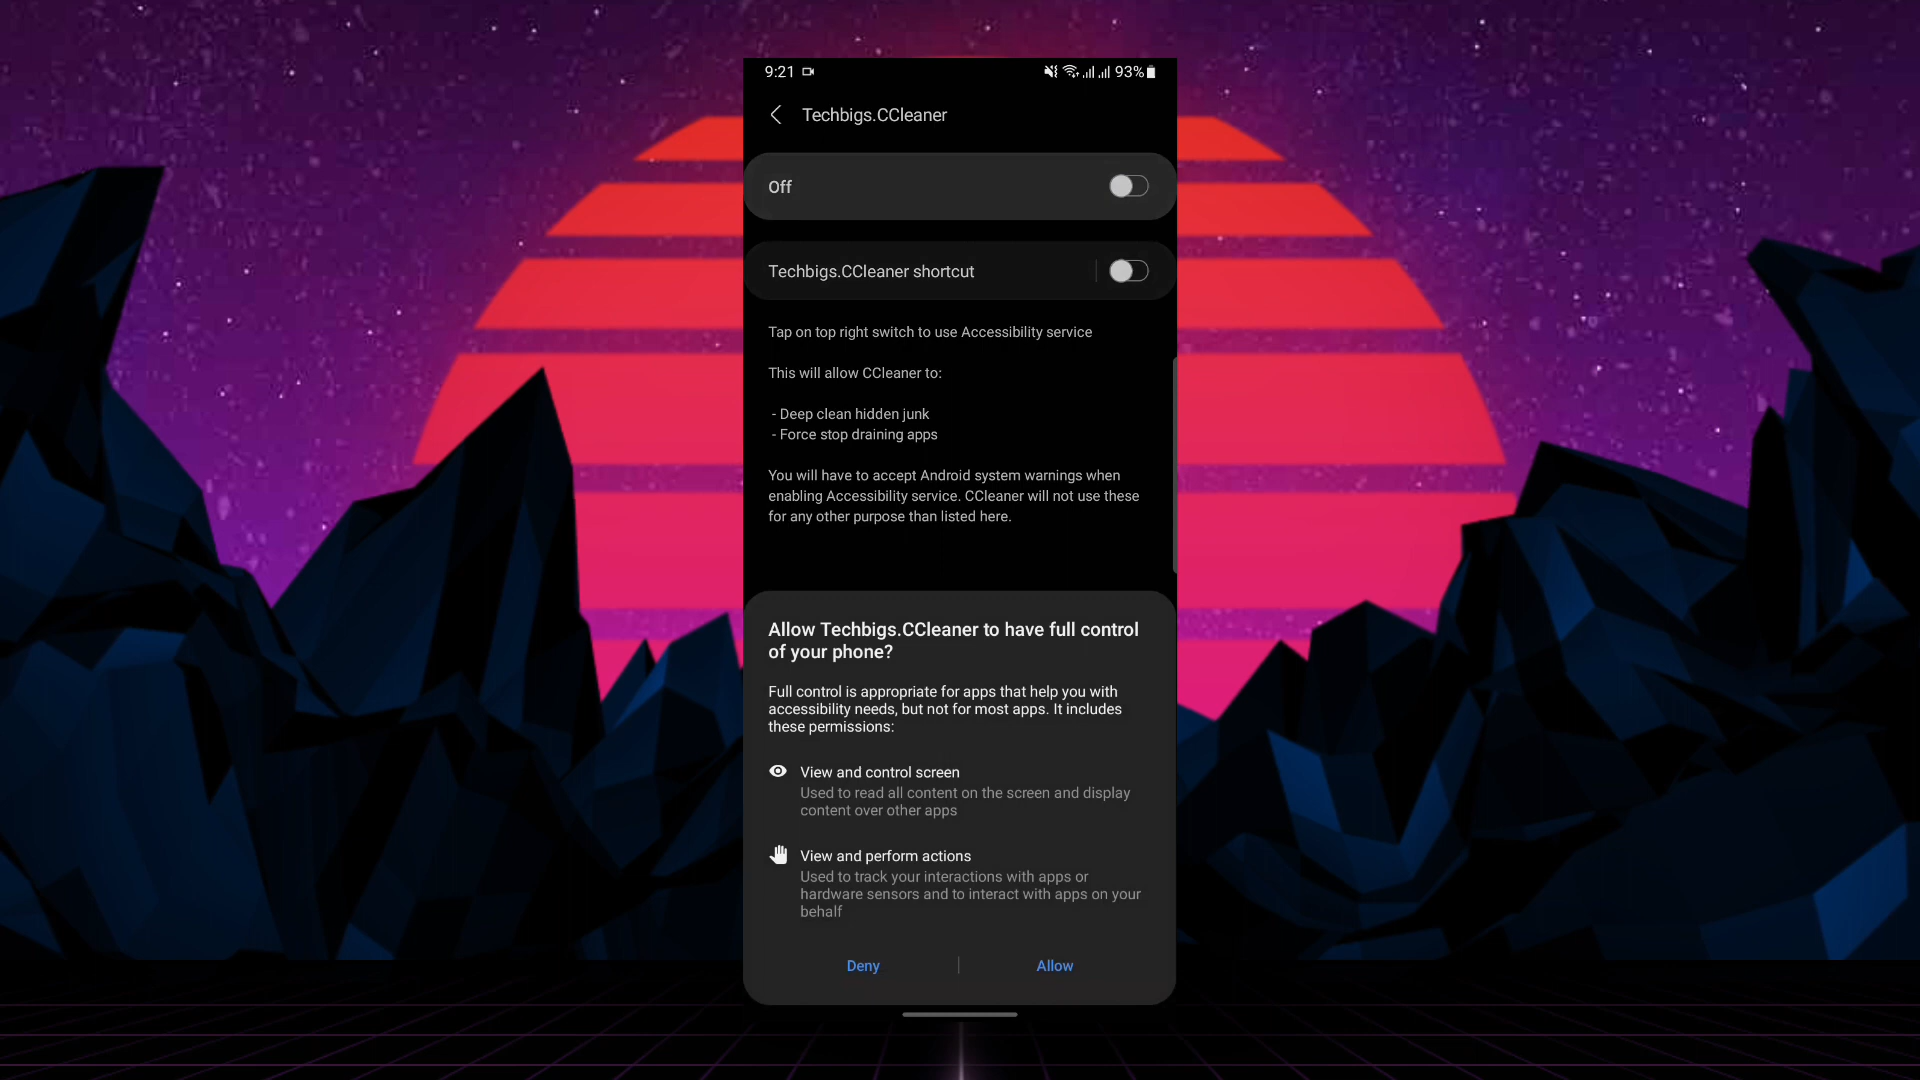 9:21 93%
Techbigs.CCleaner
Off
Techbigs.CCleaner shortcut
Tap on top right switch to use Accessibility service
This will allow CCleaner to:
- Deep clean hidden junk
- Force stop draining apps
You will have to accept Android system warnings when
enabling Accessibility service. CCleaner will not use these
for any other purpose than listed here.
Allow Techbigs.CCleaner to have full control
of your phone?
Full control is appropriate for apps that help you with
accessibility needs, but not for most apps. It includes
these permissions:
View and control screen
Used to read all content on the screen and display
content over other apps
View and perform actions
Used to track your interactions with apps or
hardware sensors and to interact with apps on your
behalf
Deny
Allow